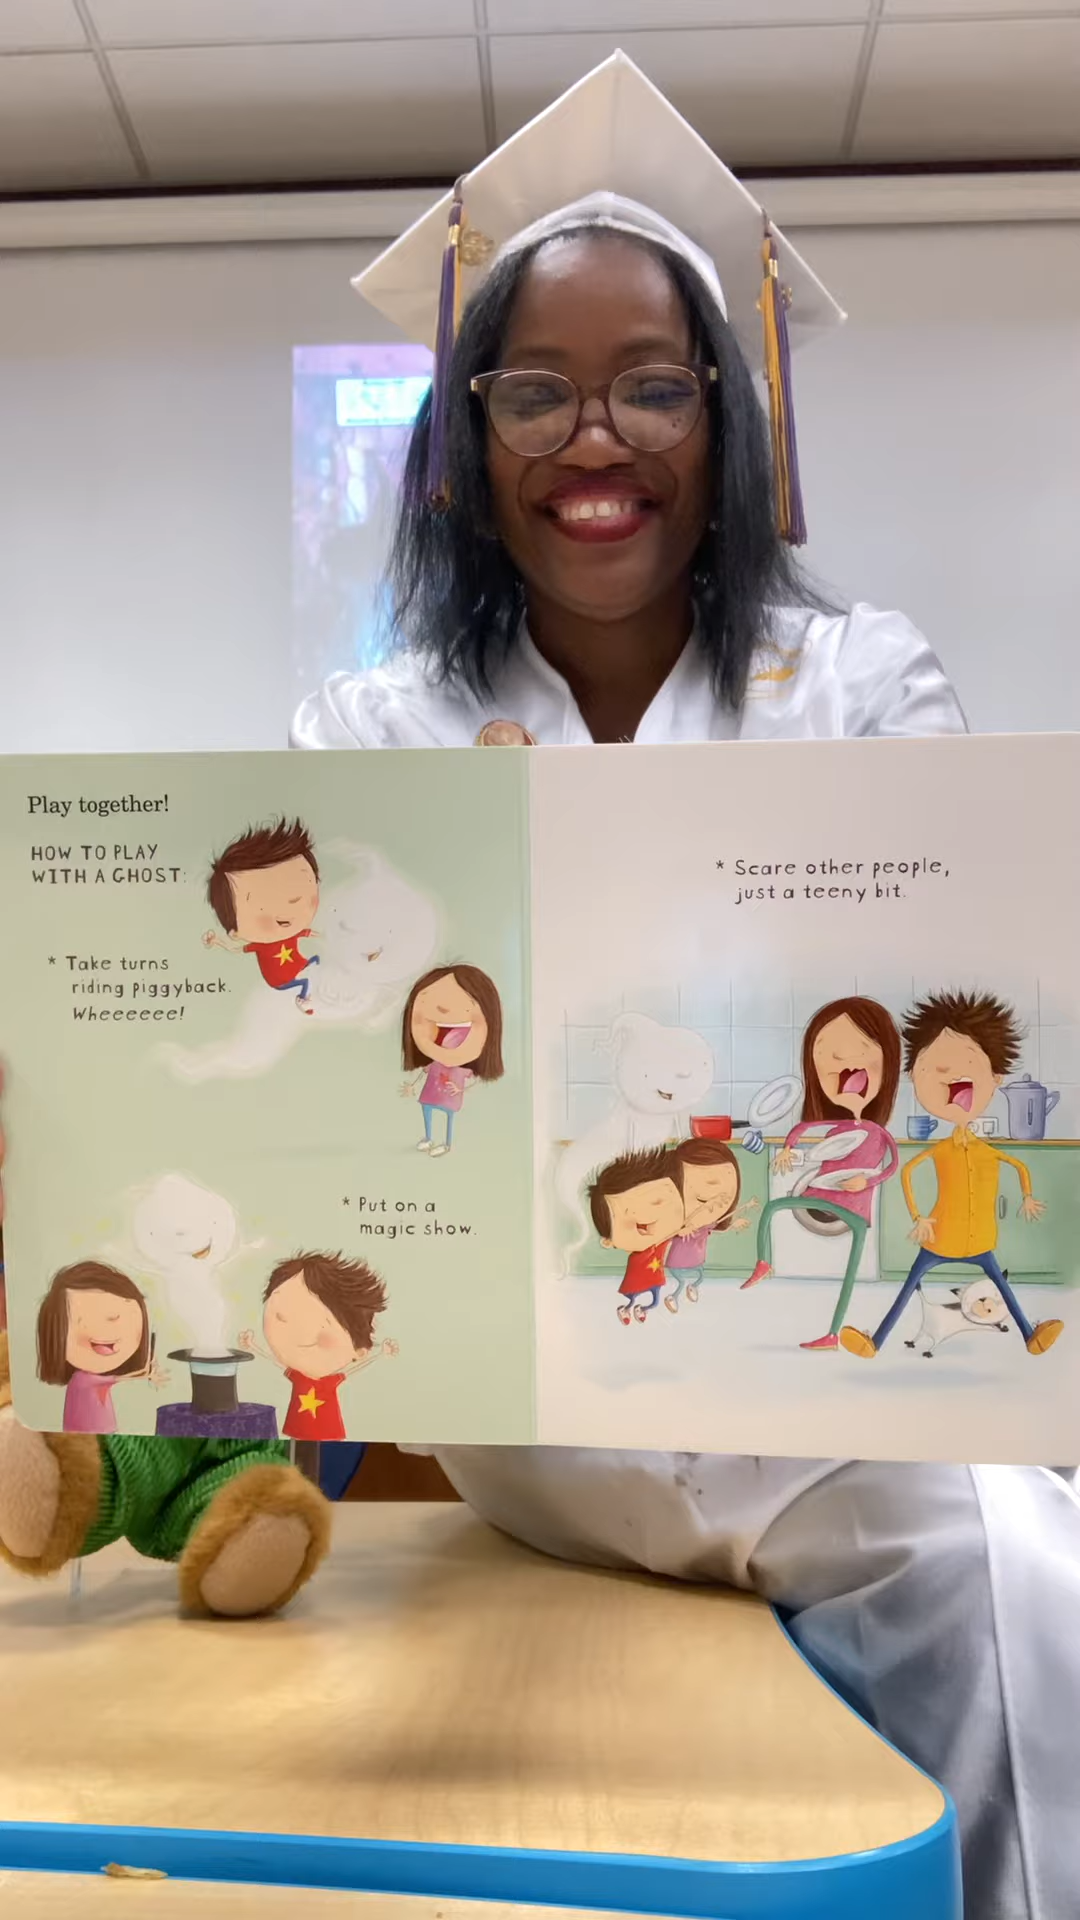 Play together!
HOW TO PLAY
WITH A GHOST:
* Take turns
riding piggyback.
Wheeeeee!
* Put on a
magic show.
* Scare other people,
just a teeny bit.